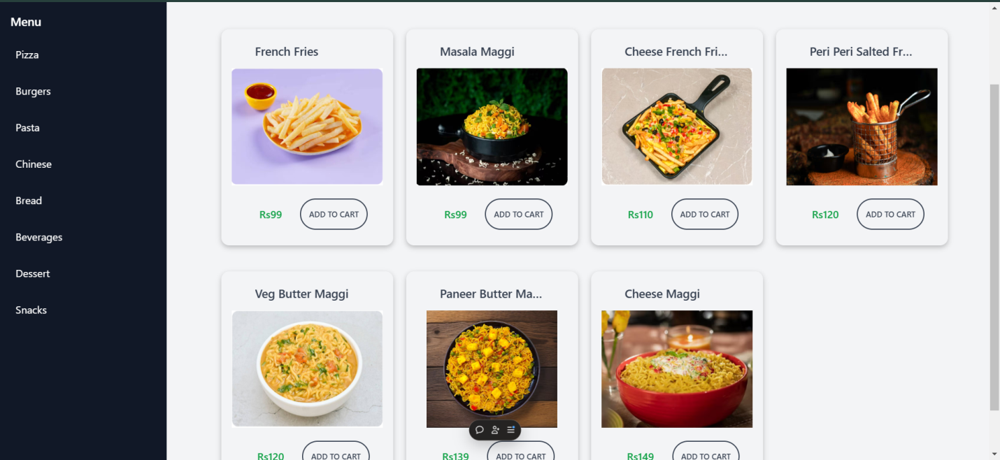 Menu
Pizza
Burgers
Pasta
Chinese
Bread
Beverages
Dessert
Snacks
French Fries
Masala Maggi
Cheese French Fri...
Peri Peri Salted Fr...
Rs99
ADD TO CART
Rs99
ADD TO CART
Rs110
ADD TO CART
Rs120
ADD TO CART
Veg Butter Maggi
Paneer Butter Ma...
Cheese Maggi
Rs120
ADD TO CART
Rs139
ADD TO CART
Rs149
ADD TO CART